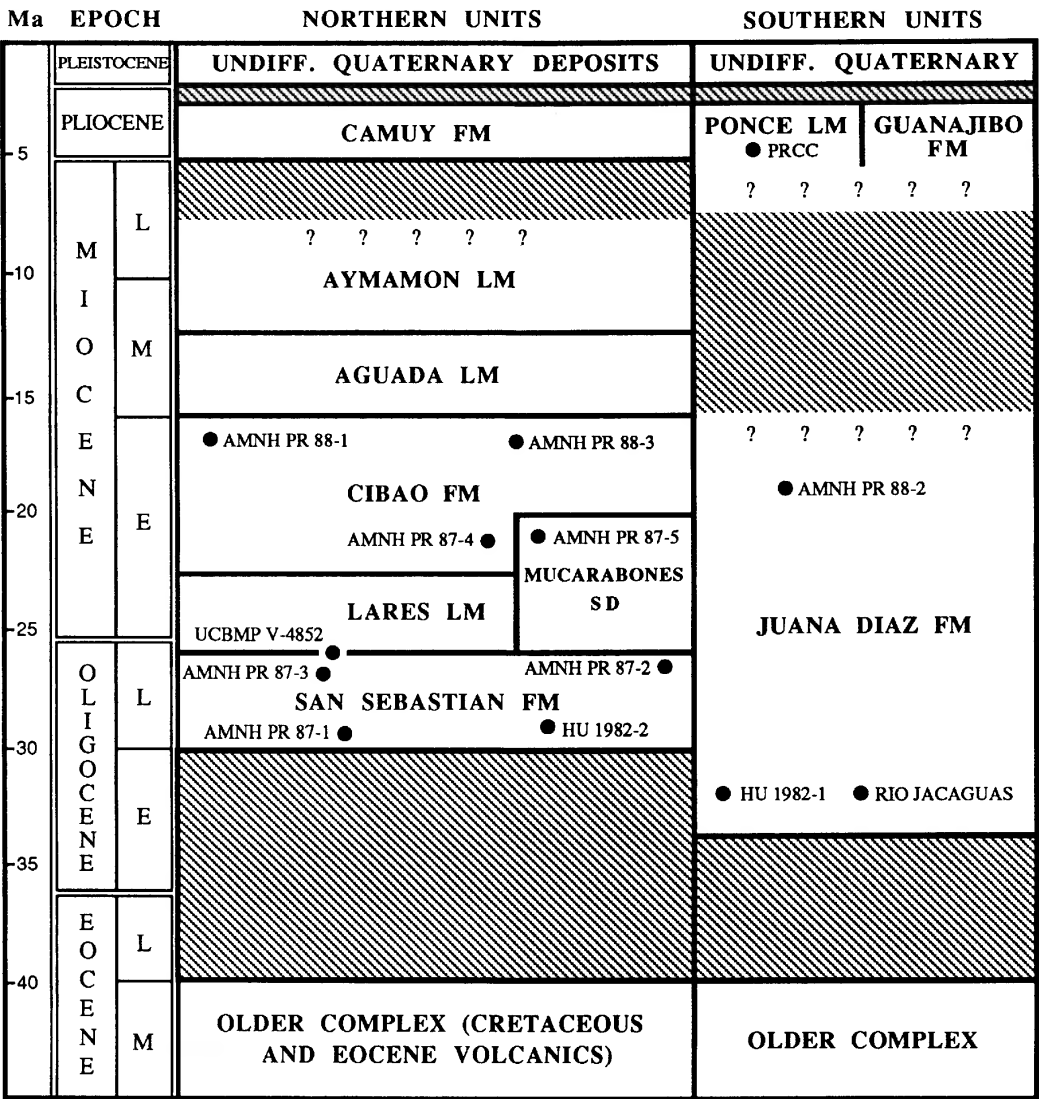 Ma EPOCH NORTHERN UNITS SOUTHERN UNITS
PLEISTOCENE UNDIFF. QUATERNARY DEPOSITS UNDIFF. QUATERNARY
PLIOCENE CAMUY FM PONCE LM GUANAJIBO
FM
PRCC
-5
? ? ? ? ?
MIOCENE
L
? ? ? ? ?
-10
AYMAMON LM
M
AGUADA LM
-15
E
AMNH PR 88-1 AMNH PR 88-3
? ? ? ? ?
CIBAO FM
AMNH PR 88-2
-20
AMNH PR 87-4 AMNH PR 87-5
MUCARABONES
SD
LARES LM
-25
UCBMP V-4852
JUANA DIAZ FM
OLIGOCENE
L
AMNH PR 87-3 AMNH PR 87-2
SAN SEBASTIAN FM
AMNH PR 87-1 HU 1982-2
-30
E
HU 1982-1 RIO JACAGUAS
-35
EOCENE
L
-40
M
OLDER COMPLEX (CRETACEOUS
AND EOCENE VOLCANICS)
OLDER COMPLEX